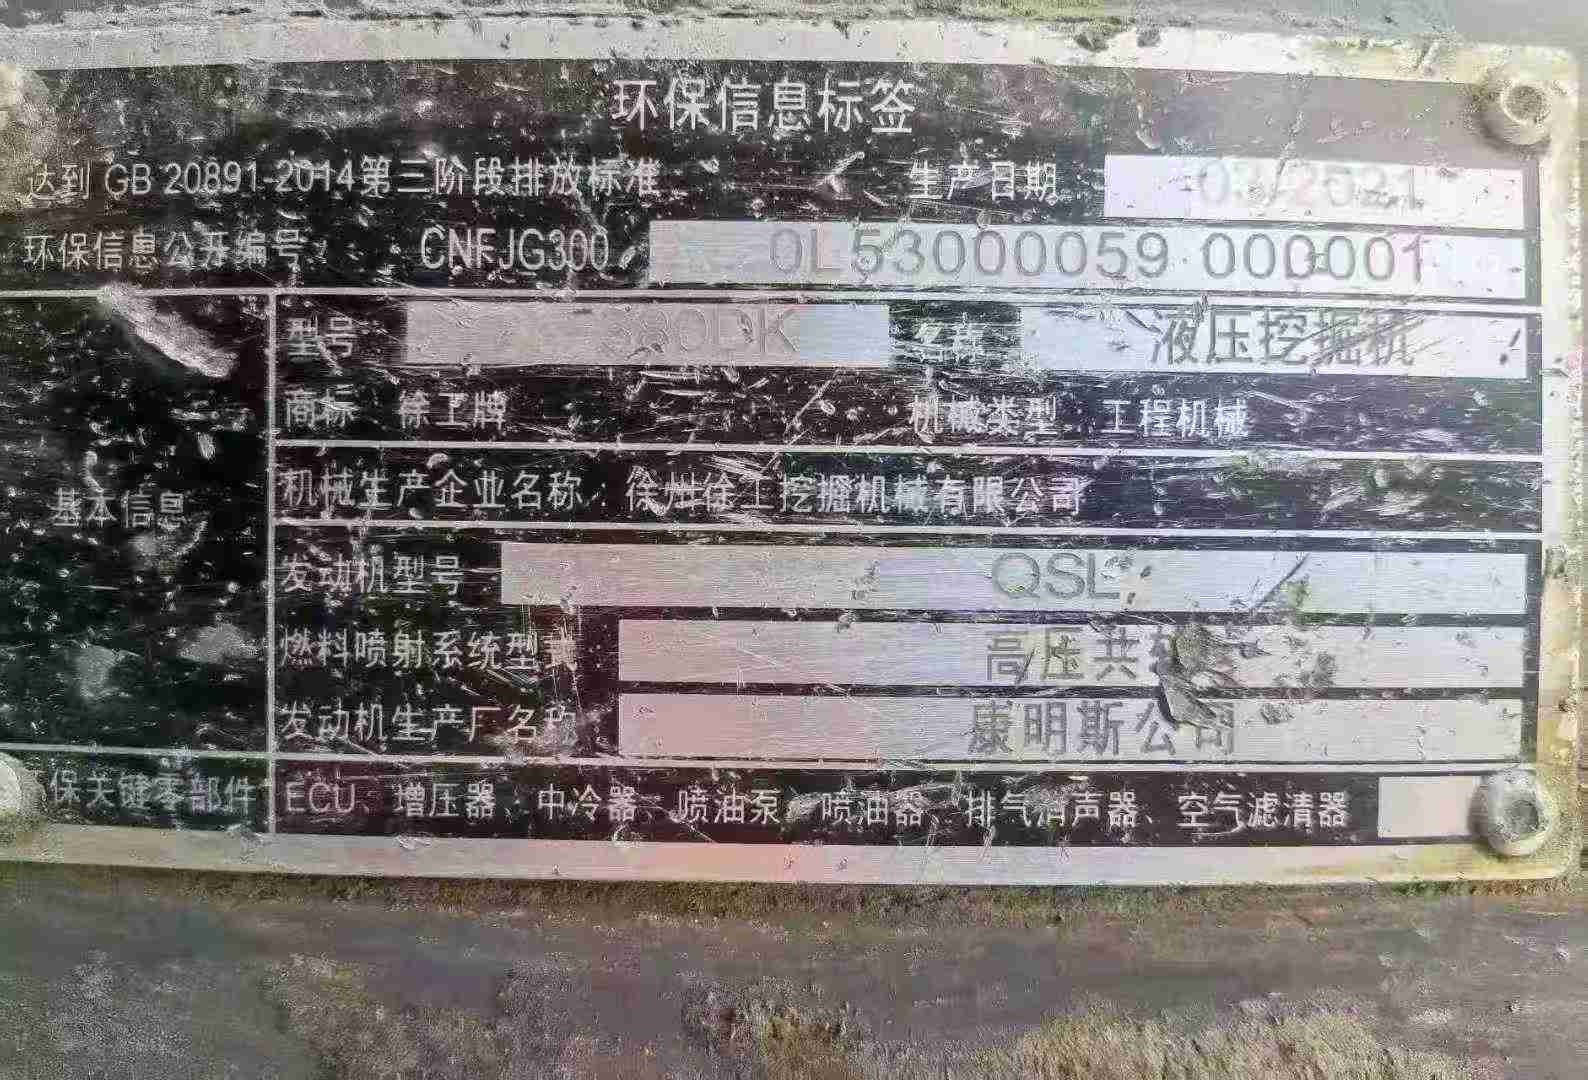 环保信息标签
达到 GB 20891-2014第三阶段排放标准 生产日期 03/2021
环保信息公开编号: CNFJG300 0L53000059 000001
型号 380DK 名称 液压挖掘机
商标 徐工牌 机械类型: 工程机械
基本信息
机械生产企业名称: 徐州徐工挖掘机械有限公司
发动机型号 QSL
燃料喷射系统型式 高压共
发动机生产厂名称 康明斯公司
保关键零部件 ECU、增压器、中冷器、喷油泵、喷油器、排气消声器、空气滤清器